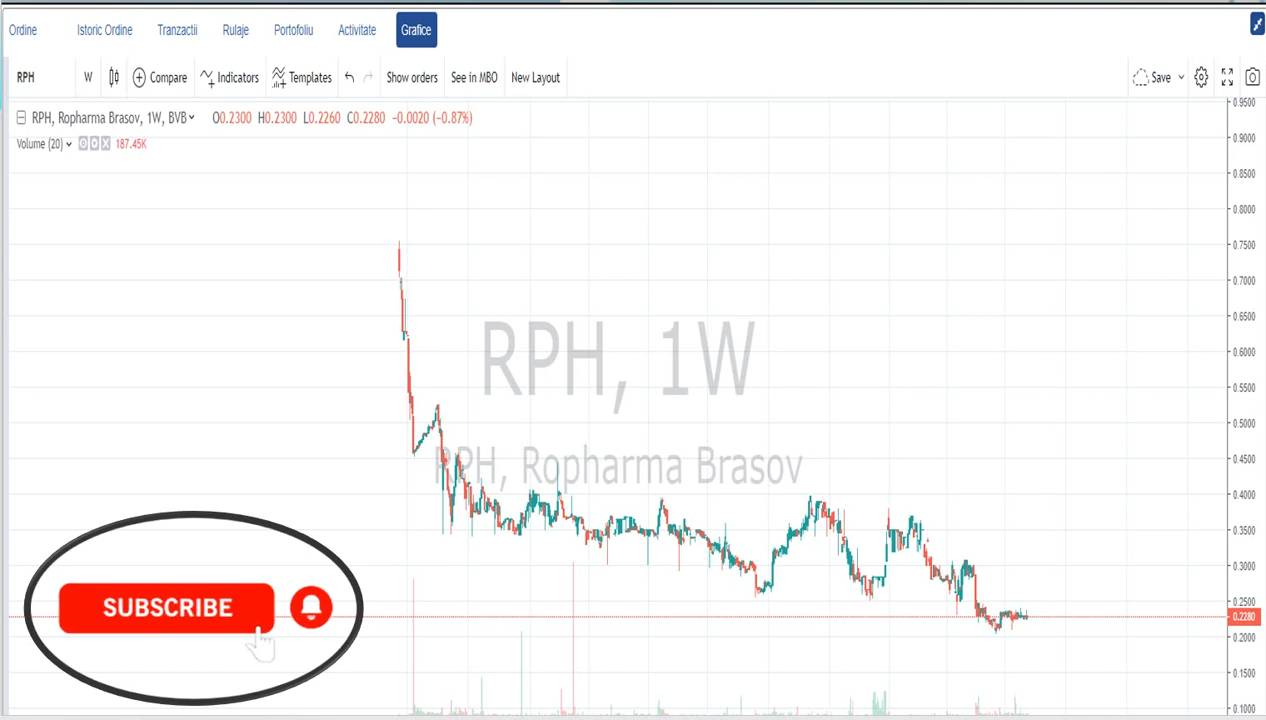 Ordine Istoric Ordine Tranzactii Rulaje Portofoliu Activitate Grafice
RPH W Compare Indicators Templates Show orders See in MBO New Layout Save
RPH, Ropharma Brasov, 1W, BVB O0.2300 H0.2300 L0.2260 C0.2280 −0.0020 (−0.87%)
Volume (20) 187.45K
0.9500
0.9000
0.8500
0.8000
0.7500
0.7000
0.6500
0.6000
0.5500
0.5000
0.4500
0.4000
0.3500
0.3000
0.2500
0.2280
0.2000
0.1500
0.1000
RPH, 1W
RPH, Ropharma Brasov
SUBSCRIBE